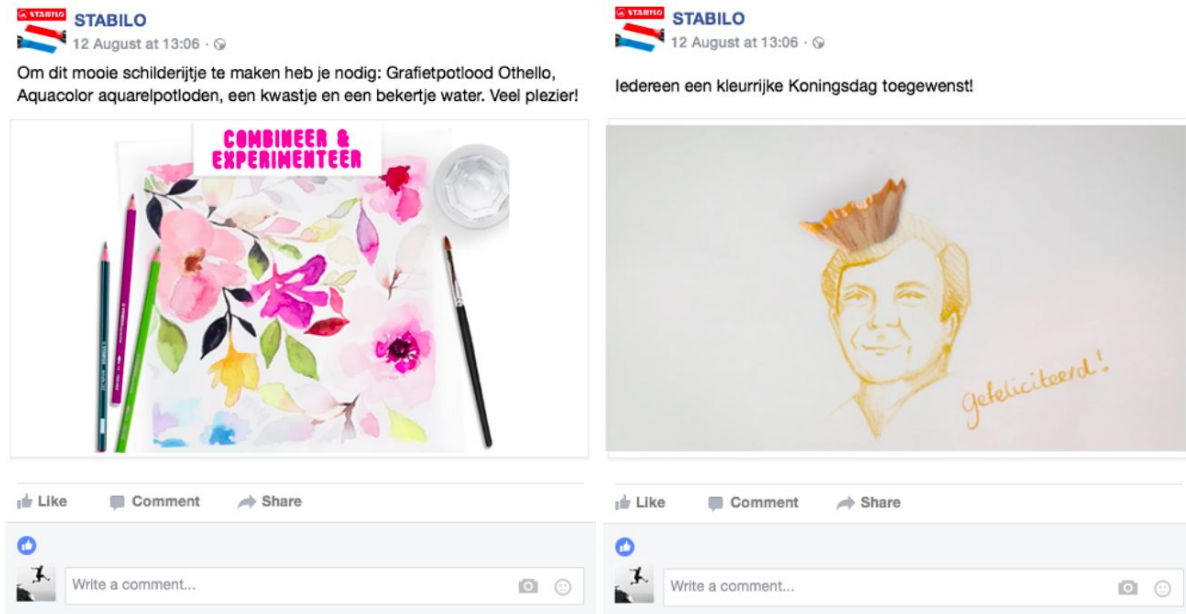 STABILO
STABILO
12 August at 13:06
Om dit mooie schilderijtje te maken heb je nodig: Grafietpotlood Othello,
Aquacolor aquarelpotloden, een kwastje en een bekertje water. Veel plezier!
COMBINEER &
EXPERIMENTEER
Like Comment Share
Write a comment...
STABILO
STABILO
12 August at 13:06
Iedereen een kleurrijke Koningsdag toegewenst!
Gefeliciteerd!
Like Comment Share
Write a comment...